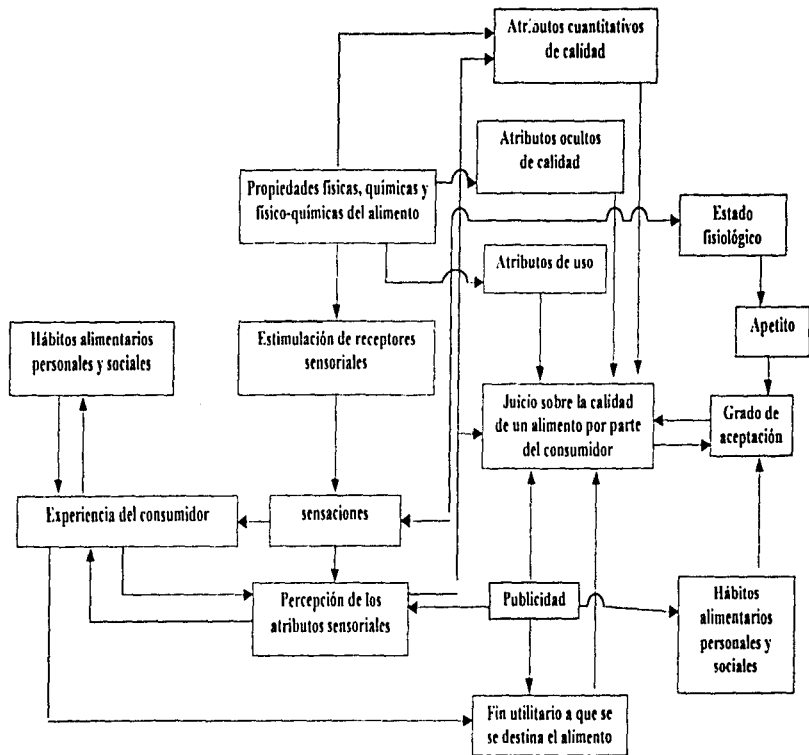 Atributos cuantitativos
de calidad
Atributos ocultos
de calidad
Propiedades físicas, químicas y
físico-químicas del alimento
Estado
fisiológico
Atributos de uso
Apetito
Hábitos alimentarios
personales y sociales
Estimulación de receptores
sensoriales
Juicio sobre la calidad
de un alimento por parte
del consumidor
Grado de
aceptación
Experiencia del consumidor
sensaciones
Percepción de los
atributos sensoriales
Publicidad
Hábitos
alimentarios
personales y
sociales
Fin utilitario a que se
se destina el alimento